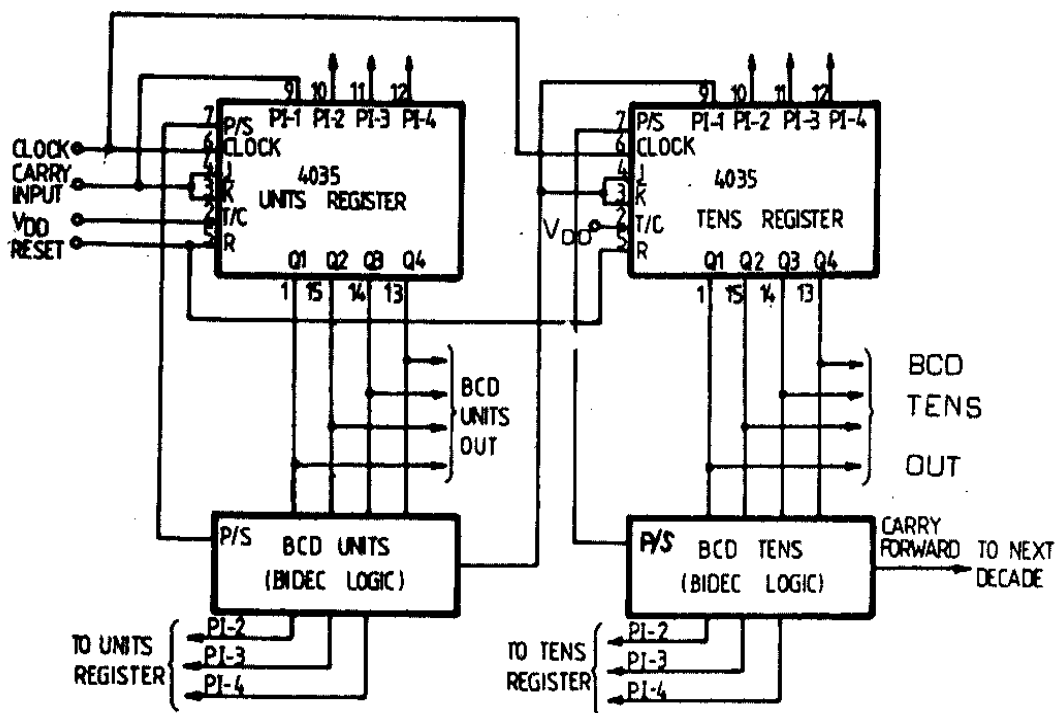 CLOCK
CARRY
INPUT
VDD
RESET
9 10 11 12
PI-1 PI-2 PI-3 PI-4
7 P/S
6 CLOCK
4 J
3 K
2 T/C
5 R
4035
UNITS REGISTER
Q1 Q2 Q3 Q4
1 15 14 13
BCD
UNITS
OUT
P/S
BCD UNITS
(BIDEC LOGIC)
TO UNITS
REGISTER
PI-2
PI-3
PI-4
9 10 11 12
PI-1 PI-2 PI-3 PI-4
7 P/S
6 CLOCK
4 J
3 K
2 T/C
5 R
VDD
4035
TENS REGISTER
Q1 Q2 Q3 Q4
1 15 14 13
BCD
TENS
OUT
P/S
BCD TENS
(BIDEC LOGIC)
CARRY
FORWARD TO NEXT
DECADE
TO TENS
REGISTER
PI-2
PI-3
PI-4